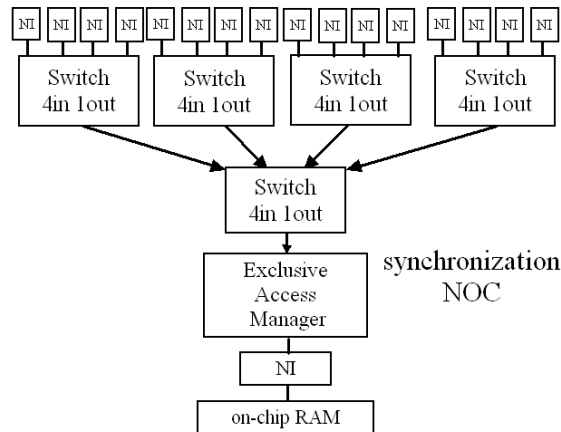 NI NI NI NI NI NI NI NI NI NI NI NI NI NI NI NI
Switch Switch Switch Switch
4in 1out 4in 1out 4in 1out 4in 1out
Switch
4in 1out
Exclusive
Access
Manager
synchronization
NOC
NI
on-chip RAM